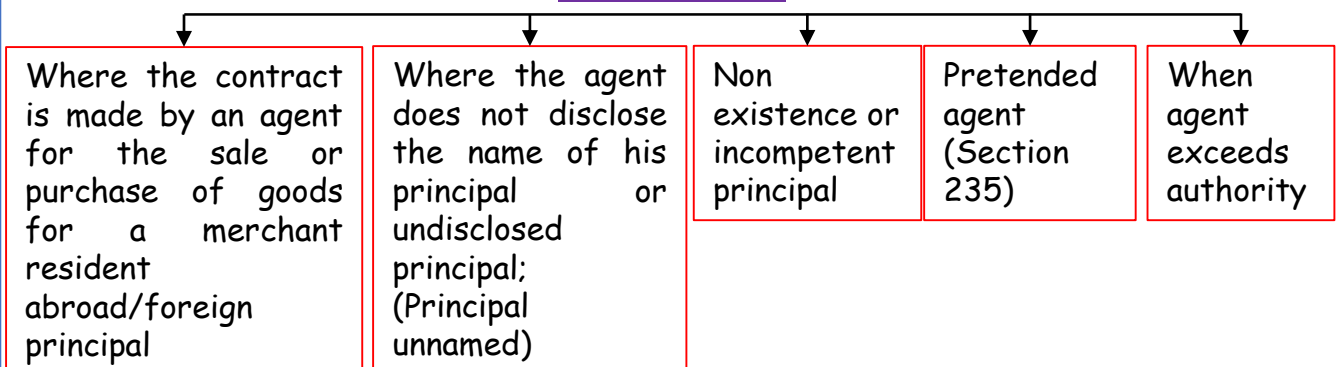 Where the contract
is made by an agent
for the sale or
purchase of goods
for a merchant
resident
abroad/foreign
principal
Where the agent
does not disclose
the name of his
principal or
undisclosed
principal;
(Principal
unnamed)
Non
existence or
incompetent
principal
Pretended
agent
(Section
235)
When
agent
exceeds
authority